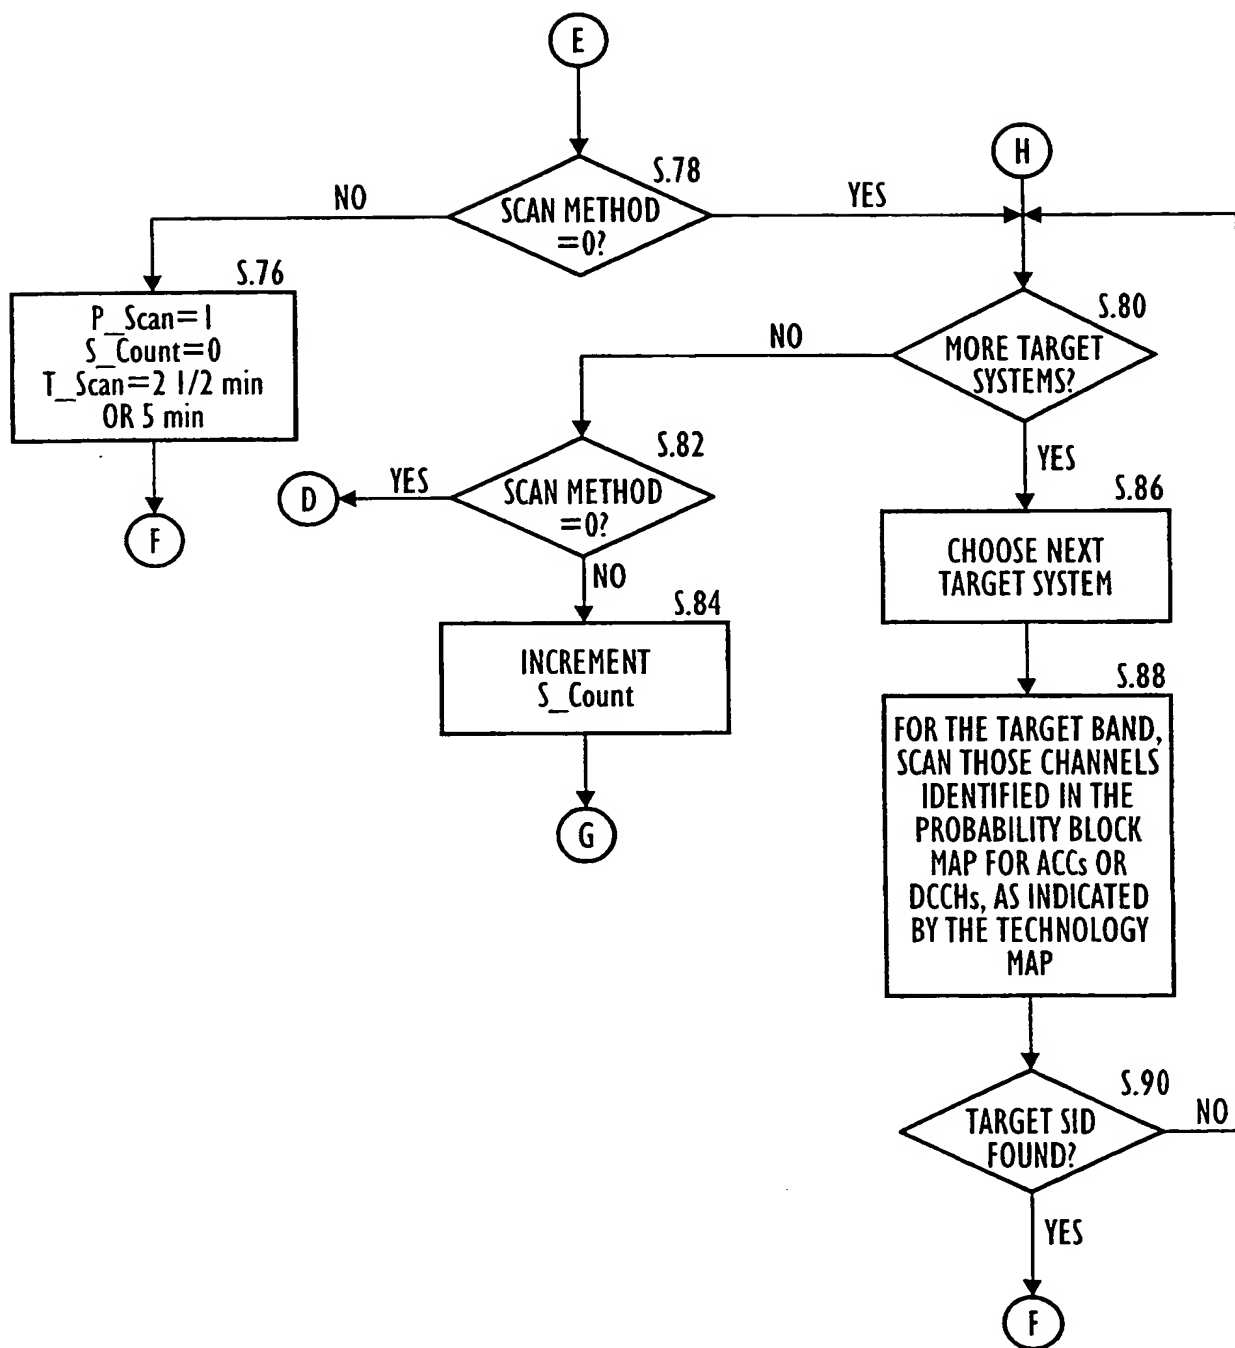 E
H
S.78
NO
SCAN METHOD
=0?
YES
S.76
P_Scan=1
S_Count=0
T_Scan=2 1/2 min
OR 5 min
F
S.80
NO
MORE TARGET
SYSTEMS?
YES
S.82
D
YES
SCAN METHOD
=0?
NO
S.84
INCREMENT
S_Count
G
S.86
CHOOSE NEXT
TARGET SYSTEM
S.88
FOR THE TARGET BAND,
SCAN THOSE CHANNELS
IDENTIFIED IN THE
PROBABILITY BLOCK
MAP FOR ACCs OR
DCCHs, AS INDICATED
BY THE TECHNOLOGY
MAP
S.90
TARGET SID
FOUND?
NO
YES
F